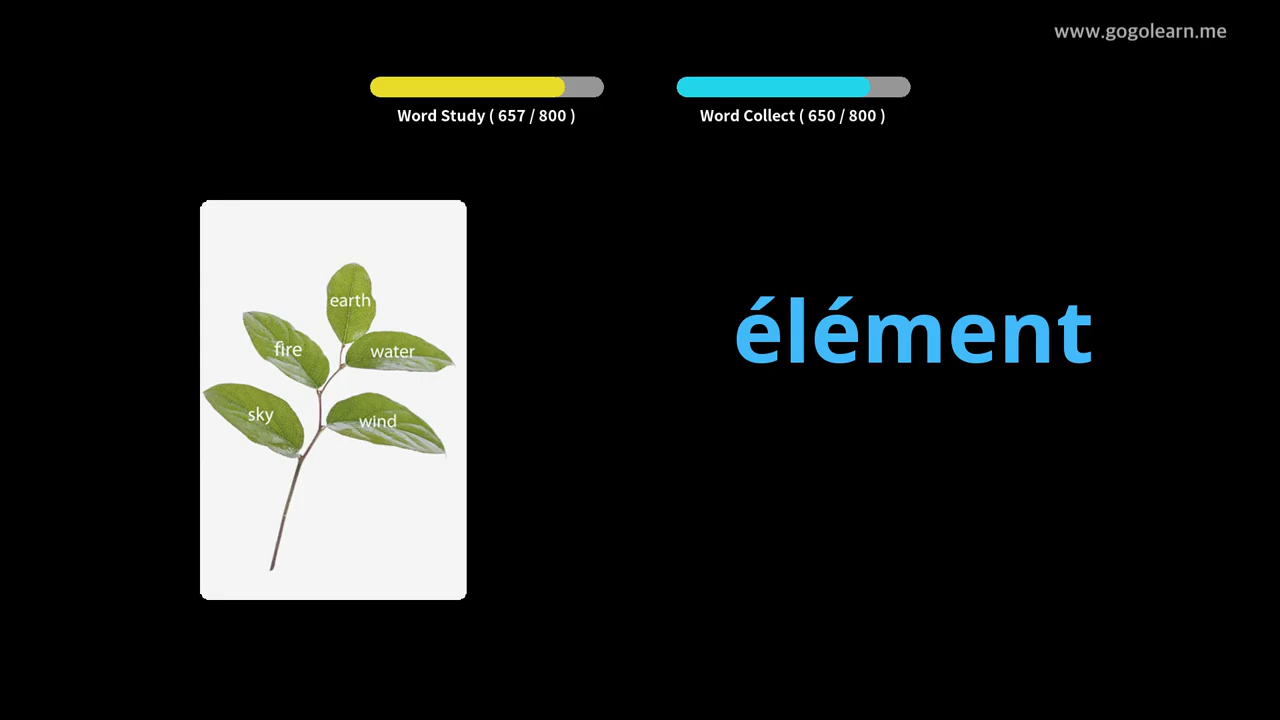 www.gogolearn.me
Word Study ( 657 / 800 )
Word Collect ( 650 / 800 )
earth
fire
water
sky
wind
élément